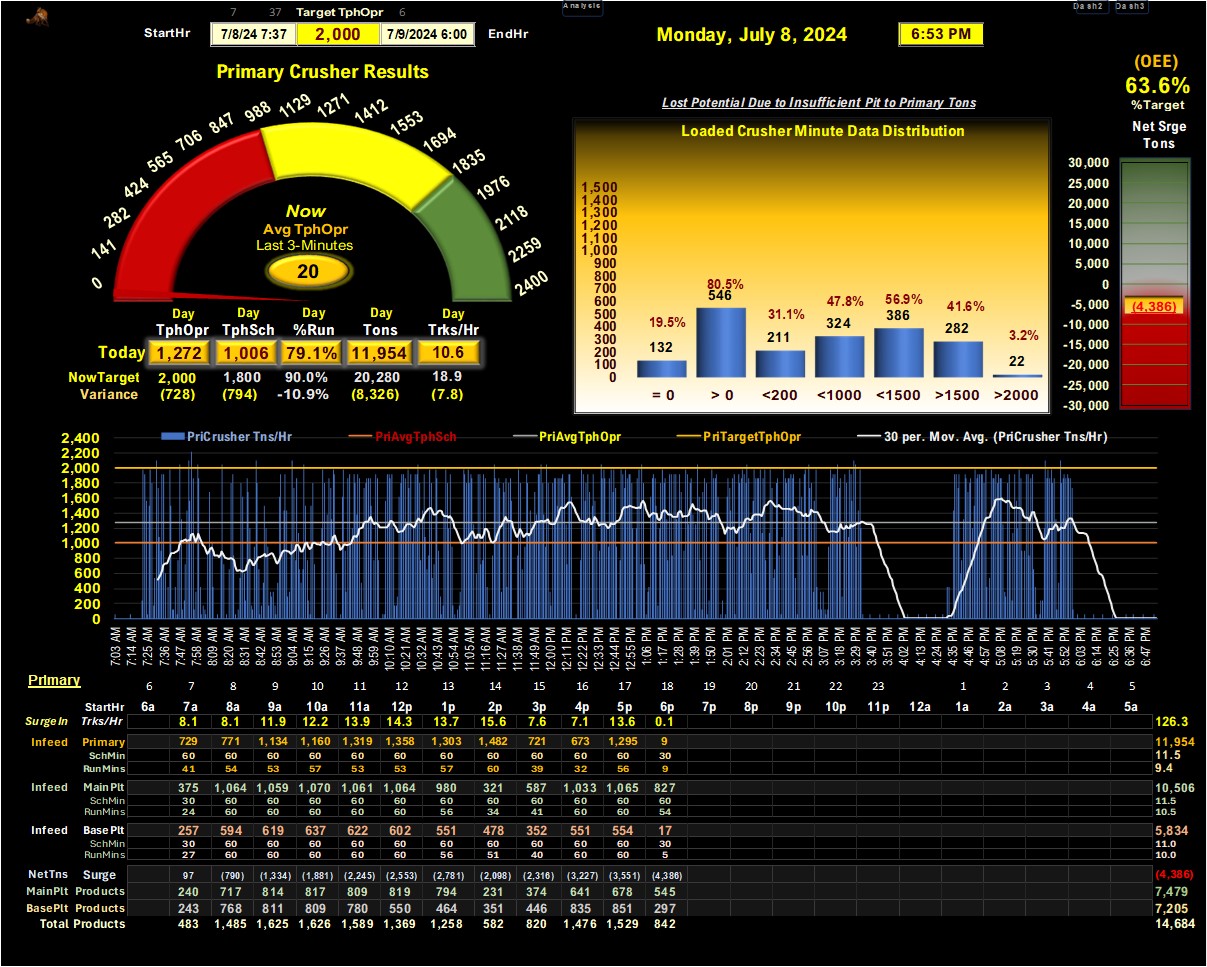 7 37 Target TphOpr 6 Analysis Dash2 Dash3
StartHr 7/8/24 7:37 2,000 7/9/2024 6:00 EndHr Monday, July 8, 2024 6:53 PM
(OEE)
63.6%
%Target
Primary Crusher Results
Lost Potential Due to Insufficient Pit to Primary Tons
Net Srge
Tons
0 141 282 424 565 706 847 988 1129 1271 1412 1553 1694 1835 1976 2118 2259 2400
Now
Avg TphOpr
Last 3-Minutes
20
Loaded Crusher Minute Data Distribution
1,500
1,400
1,300
1,200
1,100
1,000
900
800
700
600
500
400
300
200
100
0
19.5% 80.5% 31.1% 47.8% 56.9% 41.6% 3.2%
132 546 211 324 386 282 22
= 0 > 0 <200 <1000 <1500 >1500 >2000
30,000
25,000
20,000
15,000
10,000
5,000
0
-5,000
(4,386)
-10,000
-15,000
-20,000
-25,000
-30,000
Day Day Day Day Day
TphOpr TphSch %Run Tons Trks/Hr
Today 1,272 1,006 79.1% 11,954 10.6
NowTarget 2,000 1,800 90.0% 20,280 18.9
Variance (728) (794) -10.9% (8,326) (7.8)
PriCrusher Tns/Hr PriAvgTphSch PriAvgTphOpr PriTargetTphOpr 30 per. Mov. Avg. (PriCrusher Tns/Hr)
2,400
2,200
2,000
1,800
1,600
1,400
1,200
1,000
800
600
400
200
0
7:03 AM 7:14 AM 7:25 AM 7:36 AM 7:47 AM 7:58 AM 8:09 AM 8:20 AM 8:31 AM 8:42 AM 8:53 AM 9:04 AM 9:15 AM 9:26 AM 9:37 AM 9:48 AM 9:59 AM 10:10 AM 10:21 AM 10:32 AM 10:43 AM 10:54 AM 11:05 AM 11:16 AM 11:27 AM 11:38 AM 11:49 AM 12:00 PM 12:11 PM 12:22 PM 12:33 PM 12:55 PM 1:06 PM 1:17 PM 1:28 PM 1:39 PM 1:50 PM 2:01 PM 2:12 PM 2:23 PM 2:34 PM 2:45 PM 2:56 PM 3:07 PM 3:18 PM 3:29 PM 3:40 PM 3:51 PM 4:02 PM 4:13 PM 4:24 PM 4:35 PM 4:46 PM 4:57 PM 5:08 PM 5:19 PM 5:30 PM 5:41 PM 5:52 PM 6:03 PM 6:14 PM 6:25 PM 6:36 PM 6:47 PM
Primary
6 7 8 9 10 11 12 13 14 15 16 17 18 19 20 21 22 23 1 2 3 4 5
StartHr 6a 7a 8a 9a 10a 11a 12p 1p 2p 3p 4p 5p 6p 7p 8p 9p 10p 11p 12a 1a 2a 3a 4a 5a
SurgeIn Trks/Hr 8.1 8.1 11.9 12.2 13.9 14.3 13.7 15.6 7.6 7.1 13.6 0.1 126.3
Infeed Primary 729 771 1,134 1,160 1,319 1,358 1,303 1,482 721 673 1,295 9 11,954
SchMin 60 60 60 60 60 60 60 60 60 60 60 30 11.5
RunMins 41 54 53 57 53 53 57 60 39 32 56 9 9.4
Infeed MainPlt 375 1,064 1,059 1,070 1,061 1,064 980 321 587 1,033 1,065 827 10,506
SchMin 30 60 60 60 60 60 60 60 60 60 60 60 11.5
RunMins 24 60 60 60 60 60 56 34 41 60 60 54 10.5
Infeed Base Plt 257 594 619 637 622 602 551 478 352 551 554 17 5,834
SchMin 30 60 60 60 60 60 60 60 60 60 60 30 11.0
RunMins 27 60 60 60 60 60 56 51 40 60 60 5 10.0
NetTns Surge 97 (790) (1,334) (1,881) (2,245) (2,553) (2,781) (2,098) (2,316) (3,227) (3,551) (4,386) (4,386)
MainPlt Products 240 717 814 817 809 819 794 231 374 641 678 545 7,479
BasePlt Products 243 768 811 809 780 550 464 351 446 835 851 297 7,205
Total Products 483 1,485 1,625 1,626 1,589 1,369 1,258 582 820 1,476 1,529 842 14,684